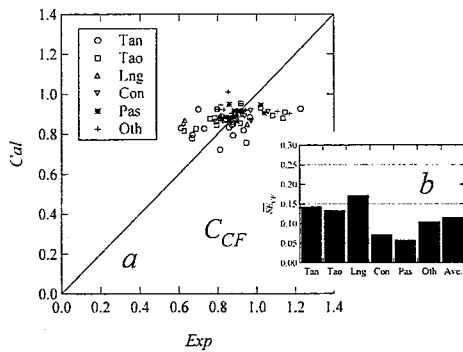 1.4
1.2
1.0
0.8
0.6
0.4
0.2
0.0
Cal
Tan
Tao
Lng
Con
Pas
Oth
a
C_CF
0.0 0.2 0.4 0.6 0.8 1.0 1.2 1.4
Exp
0.30
0.25
0.20
0.15
0.10
0.05
0.00
b
Tan Tao Lng Con Pas Oth Ave.